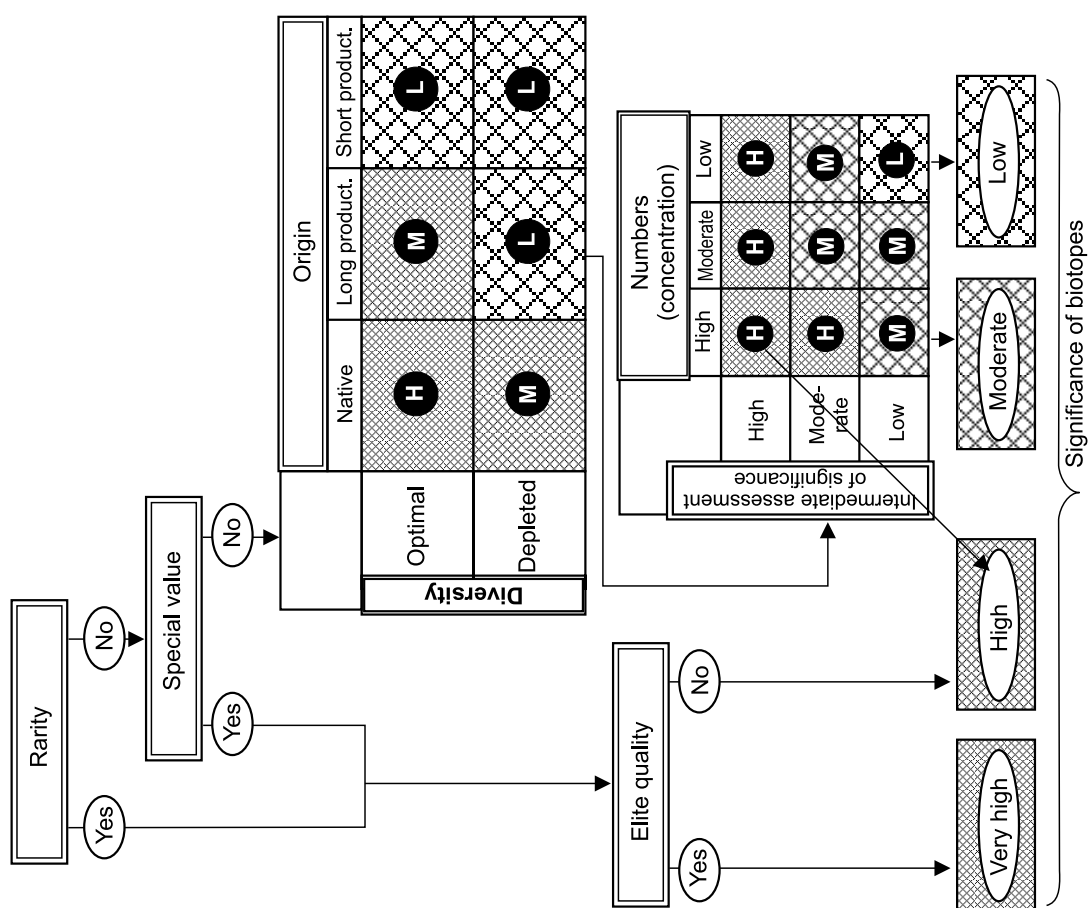 Rarity
Yes
No
Special value
Yes
No
Origin
Native
Long product.
Short product.
Diversity
Optimal
H
M
L
Depleted
M
L
L
Elite quality
Yes
No
Numbers
(concentration)
High
Moderate
Low
Intermediate assessment
of significance
High
H
H
H
Mode-
rate
H
M
M
Low
M
M
L
Very high
High
Moderate
Low
Significance of biotopes